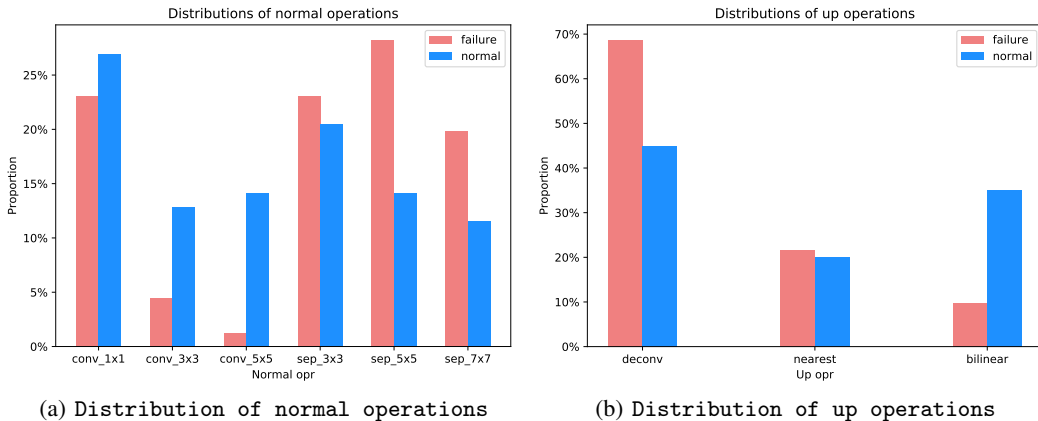 Distributions of normal operations
failure
normal
25%
20%
15%
10%
5%
0%
Proportion
conv_1x1 conv_3x3 conv_5x5 sep_3x3 sep_5x5 sep_7x7
Normal opr
(a) Distribution of normal operations
Distributions of up operations
failure
normal
70%
60%
50%
40%
30%
20%
10%
0%
Proportion
deconv nearest bilinear
Up opr
(b) Distribution of up operations